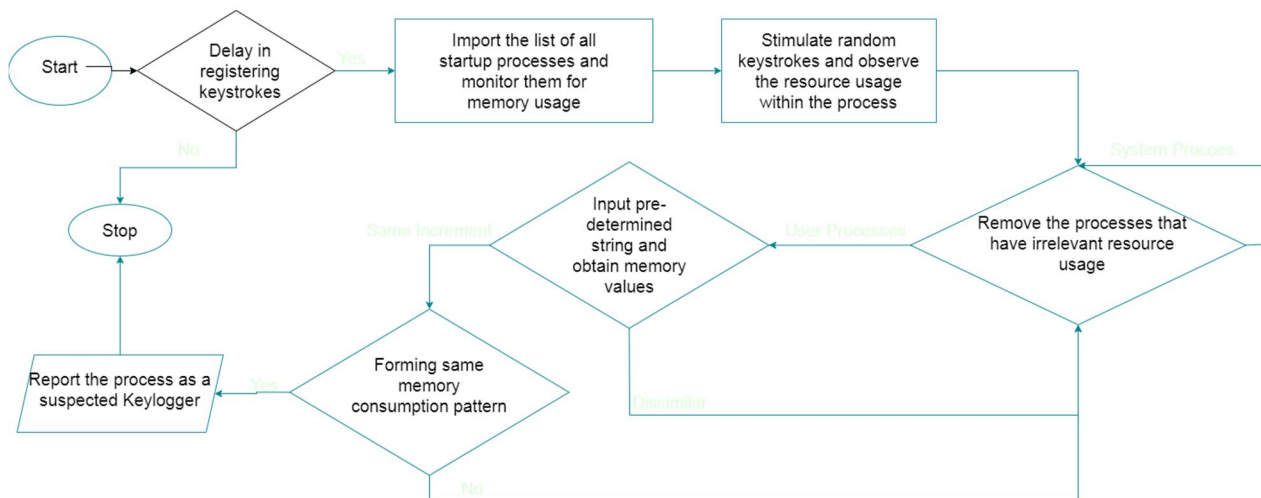 Start
Delay in
registering
keystrokes
Yes
Import the list of all
startup processes and
monitor them for
memory usage
Stimulate random
keystrokes and observe
the resource usage
within the process
No
Stop
System Procces
Remove the processes that
have irrelevant resource
usage
User Processes
Input pre-
determined
string and
obtain memory
values
Same Increment
Dissimilar
Forming same
memory
consumption pattern
Yes
Report the process as a
suspected Keylogger
No